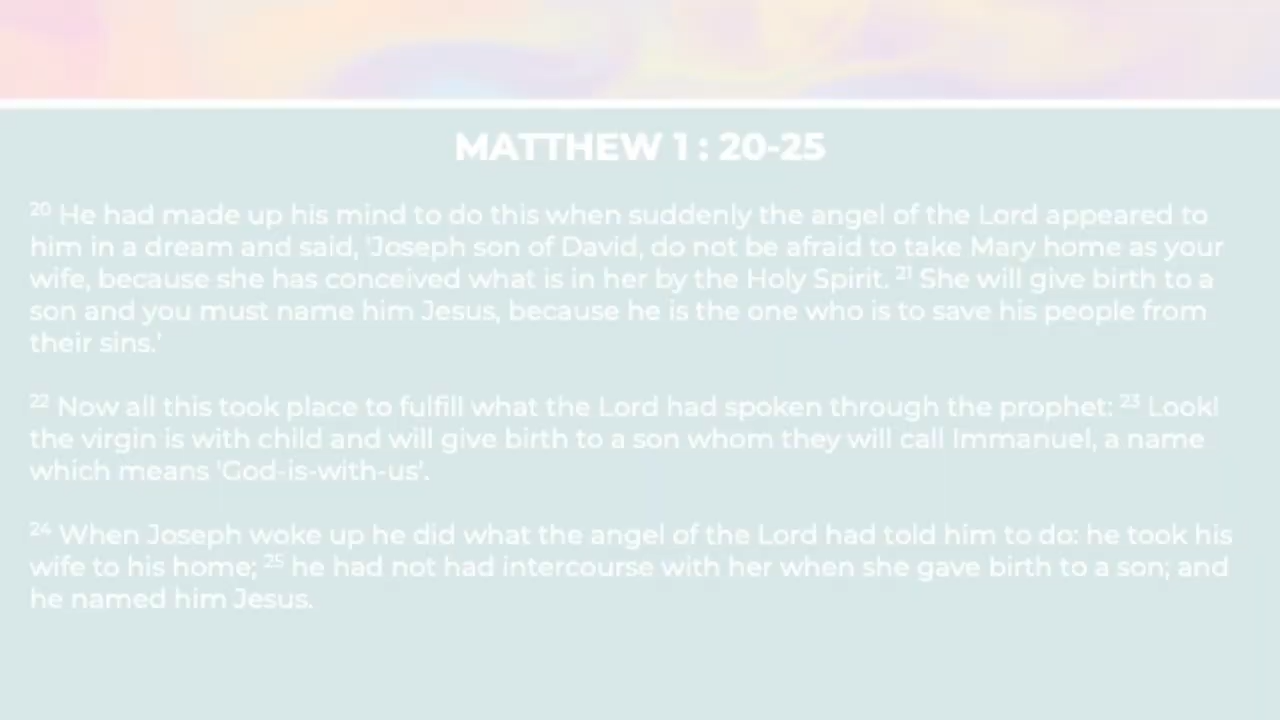 MATTHEW 1 : 20-25
20 He had made up his mind to do this when suddenly the angel of the Lord appeared to
him in a dream and said, 'Joseph son of David, do not be afraid to take Mary home as your
wife, because she has conceived what is in her by the Holy Spirit. 21 She will give birth to a
son and you must name him Jesus, because he is the one who is to save his people from
their sins.'
22 Now all this took place to fulfill what the Lord had spoken through the prophet: 23 Look!
the virgin is with child and will give birth to a son whom they will call Immanuel, a name
which means 'God-is-with-us'.
24 When Joseph woke up he did what the angel of the Lord had told him to do: he took his
wife to his home; 25 he had not had intercourse with her when she gave birth to a son; and
he named him Jesus.